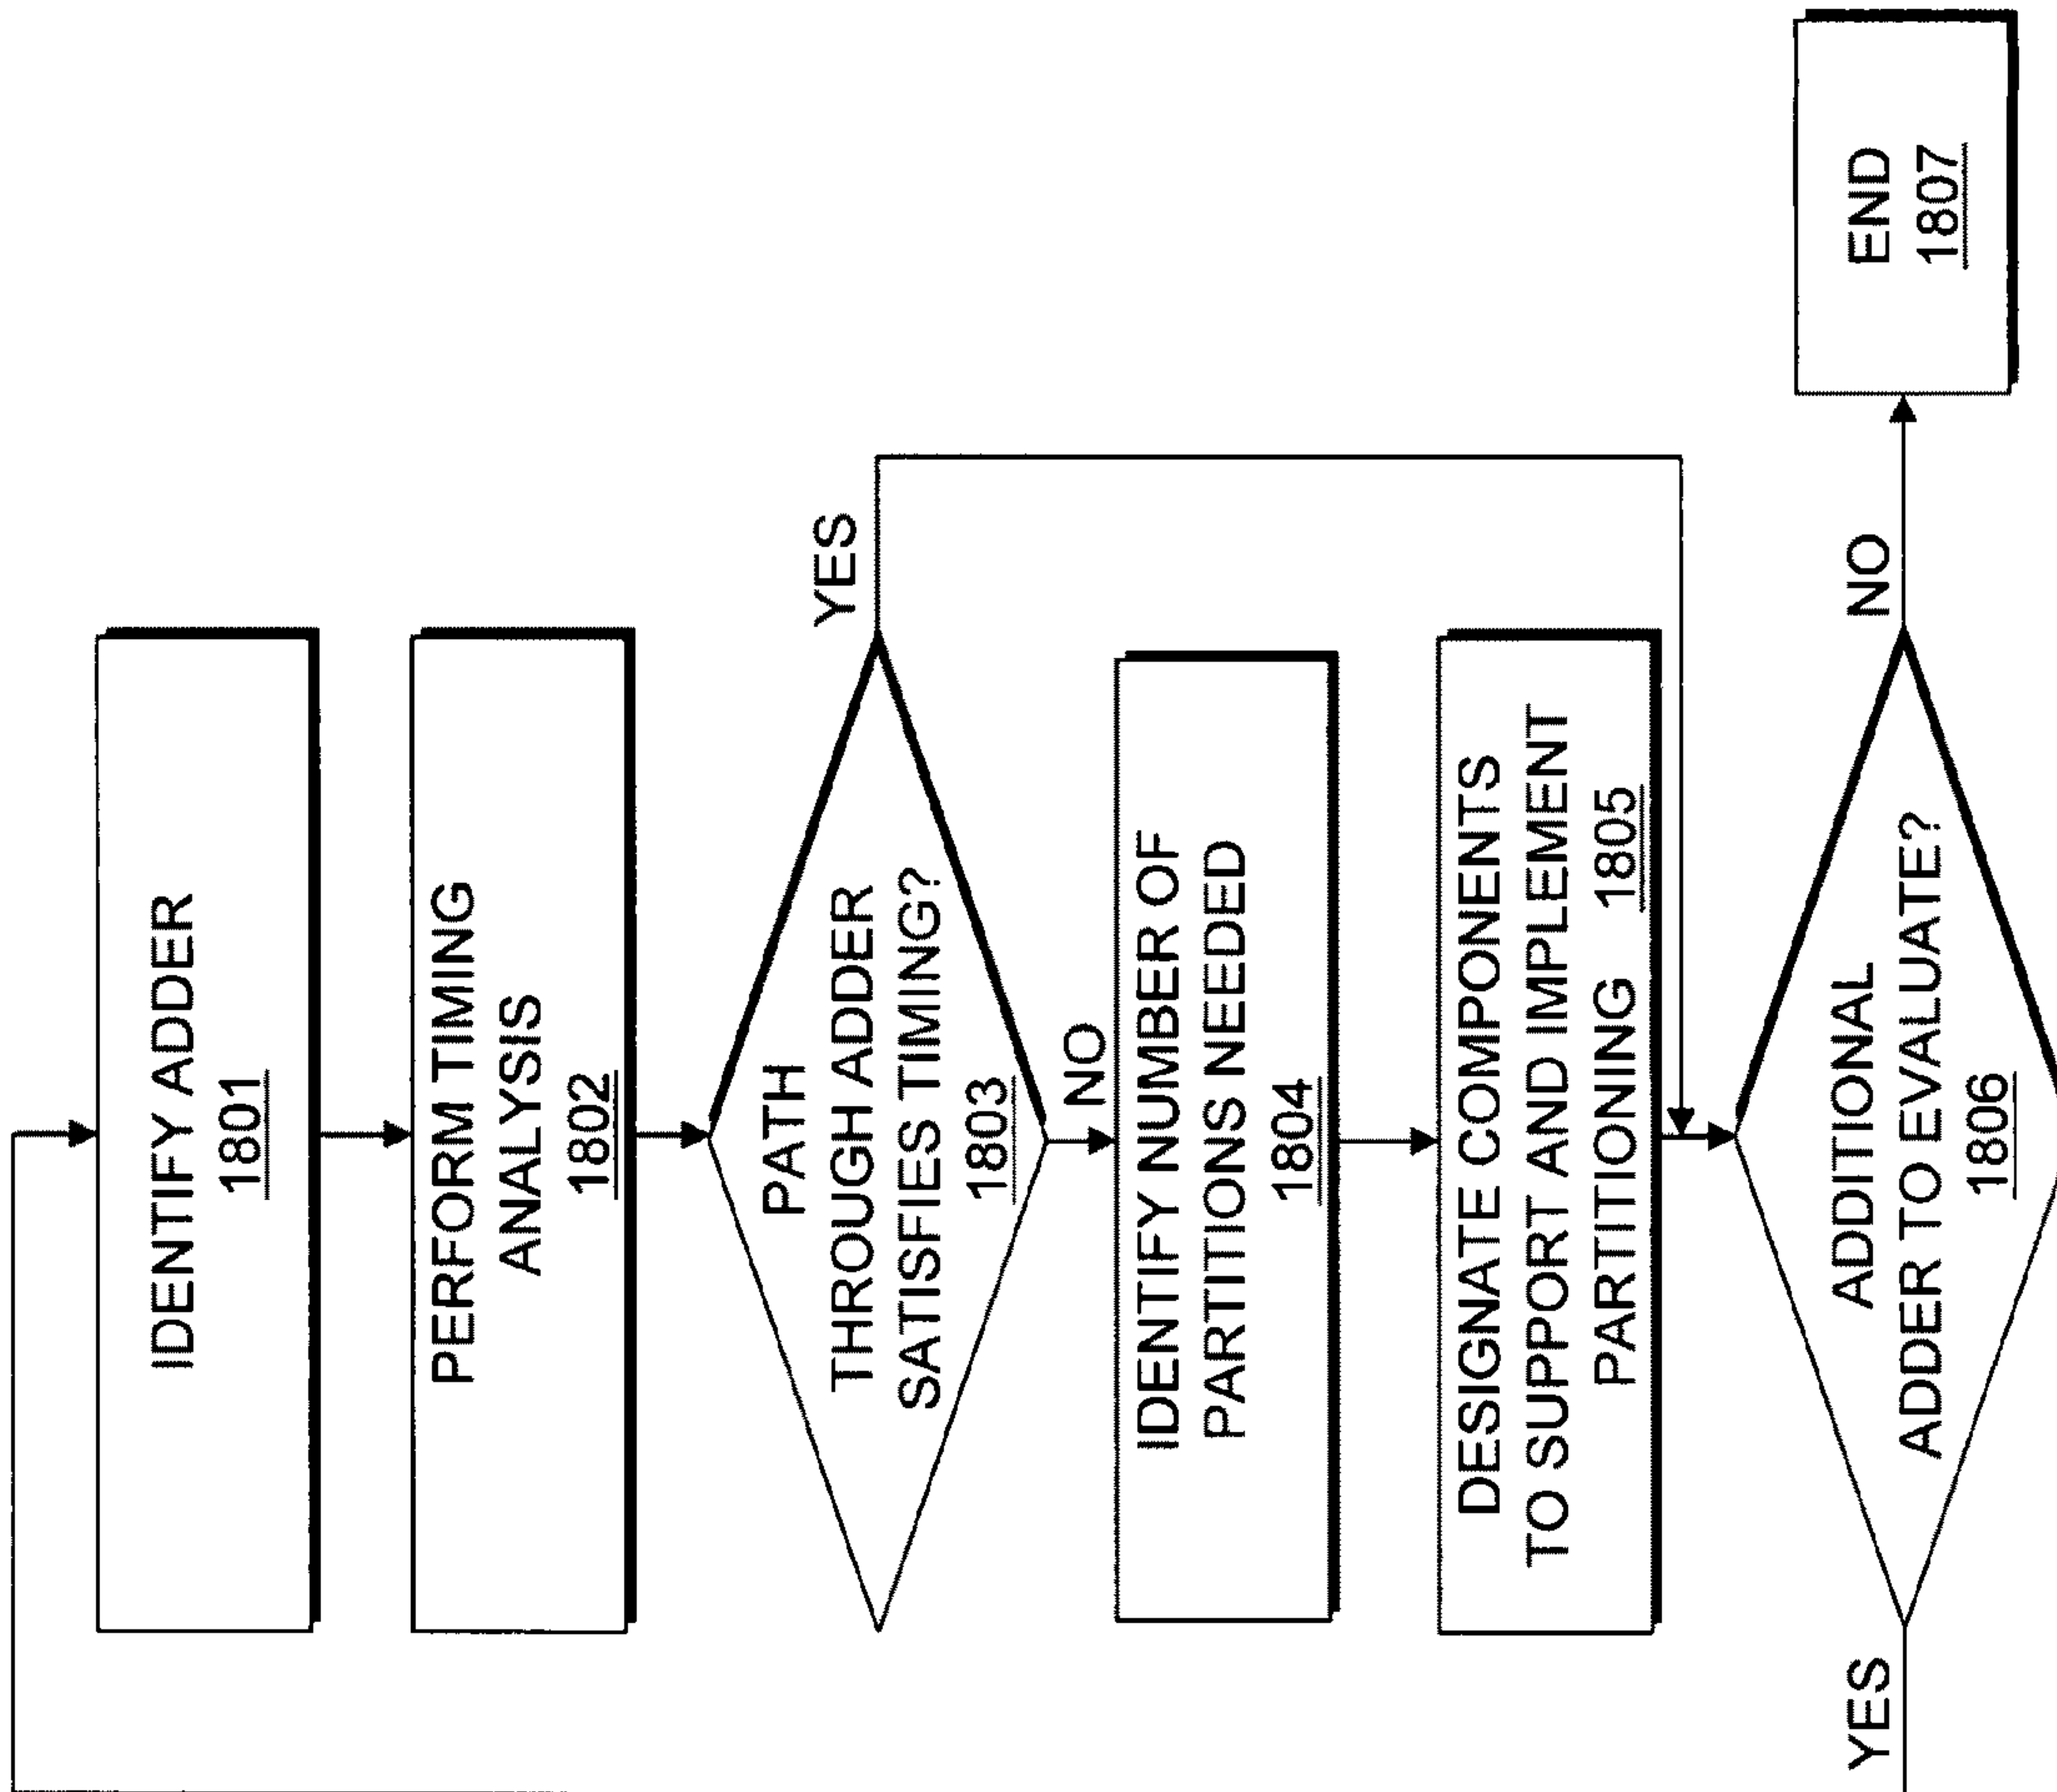 IDENTIFY ADDER
1801
PERFORM TIMING
ANALYSIS
1802
PATH
THROUGH ADDER
SATISFIES TIMING?
1803
YES
NO
IDENTIFY NUMBER OF
PARTITIONS NEEDED
1804
DESIGNATE COMPONENTS
TO SUPPORT AND IMPLEMENT
PARTITIONING 1805
ADDITIONAL
ADDER TO EVALUATE?
1806
YES
NO
END
1807